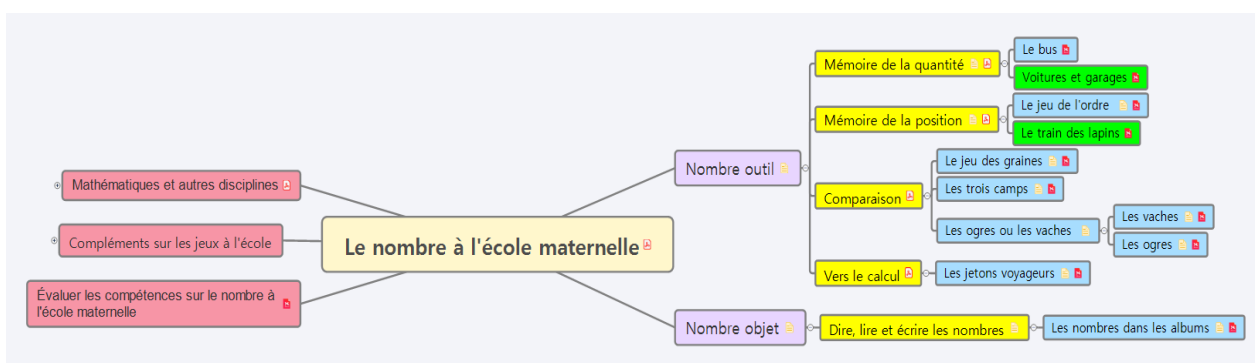 Le nombre à l'école maternelle
Mathématiques et autres disciplines
Compléments sur les jeux à l'école
Évaluer les compétences sur le nombre à
l'école maternelle
Nombre outil
Mémoire de la quantité
Le bus
Voitures et garages
Mémoire de la position
Le jeu de l'ordre
Le train des lapins
Comparaison
Le jeu des graines
Les trois camps
Les ogres ou les vaches
Les vaches
Les ogres
Vers le calcul
Les jetons voyageurs
Nombre objet
Dire, lire et écrire les nombres
Les nombres dans les albums